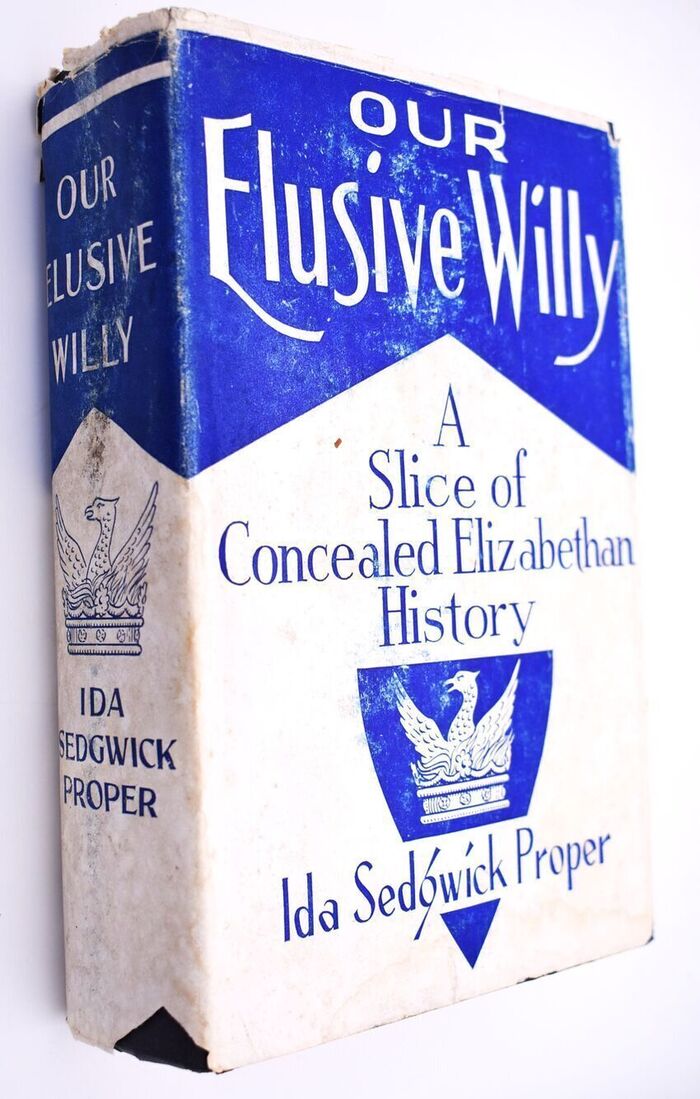 OUR
ELUSIVE
WILLY
IDA
SEDGWICK
PROPER
OUR
Elusive Willy
A
Slice of
Concealed Elizabethan
History
Ida Sedgwick Proper